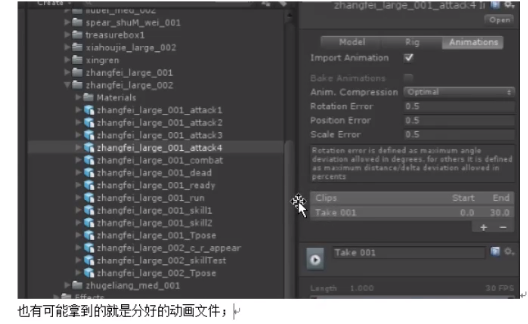 Create
liubei_med_002
spear_shuM_wei_001
treasurebox1
xiahoujie_large_002
xingren
zhangfei_large_001
zhangfei_large_002
Materials
zhangfei_large_001_attack1
zhangfei_large_001_attack2
zhangfei_large_001_attack3
zhangfei_large_001_attack4
zhangfei_large_001_combat
zhangfei_large_001_dead
zhangfei_large_001_ready
zhangfei_large_001_run
zhangfei_large_001_skill1
zhangfei_large_001_skill2
zhangfei_large_001_Tpose
zhangfei_large_002_c_r_appear
zhangfei_large_002_skillTest
zhangfei_large_002_Tpose
zhugeliang_med_001
Effects
zhangfei_large_001_attack4 I
Open
Model Rig Animations
Import Animation
Bake Animations
Anim. Compression Optimal
Rotation Error 0.5
Position Error 0.5
Scale Error 0.5
Rotation error is defined as maximum angle
deviation allowed in degrees, for others it is defined
as maximum distance/delta deviation allowed in
percents
Clips Start End
Take 001 0.0 30.0
+ −
Take 001
Length 1.000 30 FPS
也有可能拿到的就是分好的动画文件；